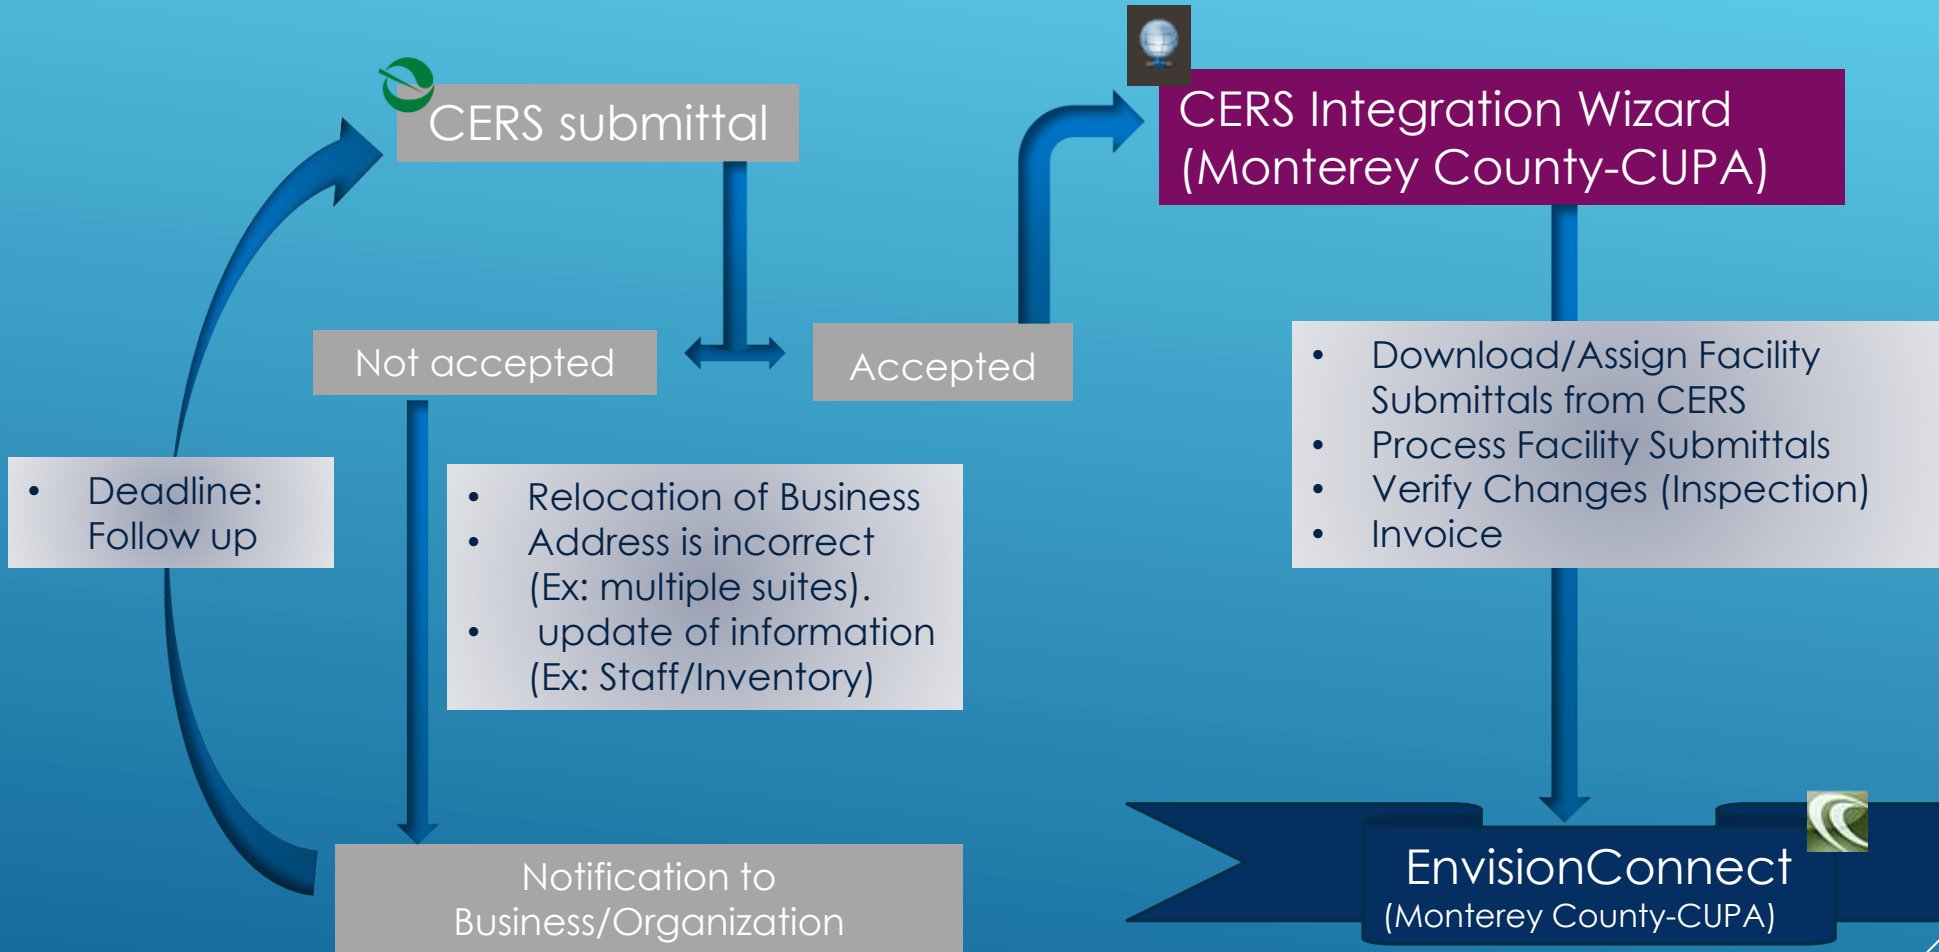 CERS submittal
CERS Integration Wizard
(Monterey County-CUPA)
Not accepted
Accepted
• Deadline:
Follow up
• Relocation of Business
• Address is incorrect
(Ex: multiple suites).
• update of information
(Ex: Staff/Inventory)
• Download/Assign Facility
Submittals from CERS
• Process Facility Submittals
• Verify Changes (Inspection)
• Invoice
Notification to
Business/Organization
EnvisionConnect
(Monterey County-CUPA)